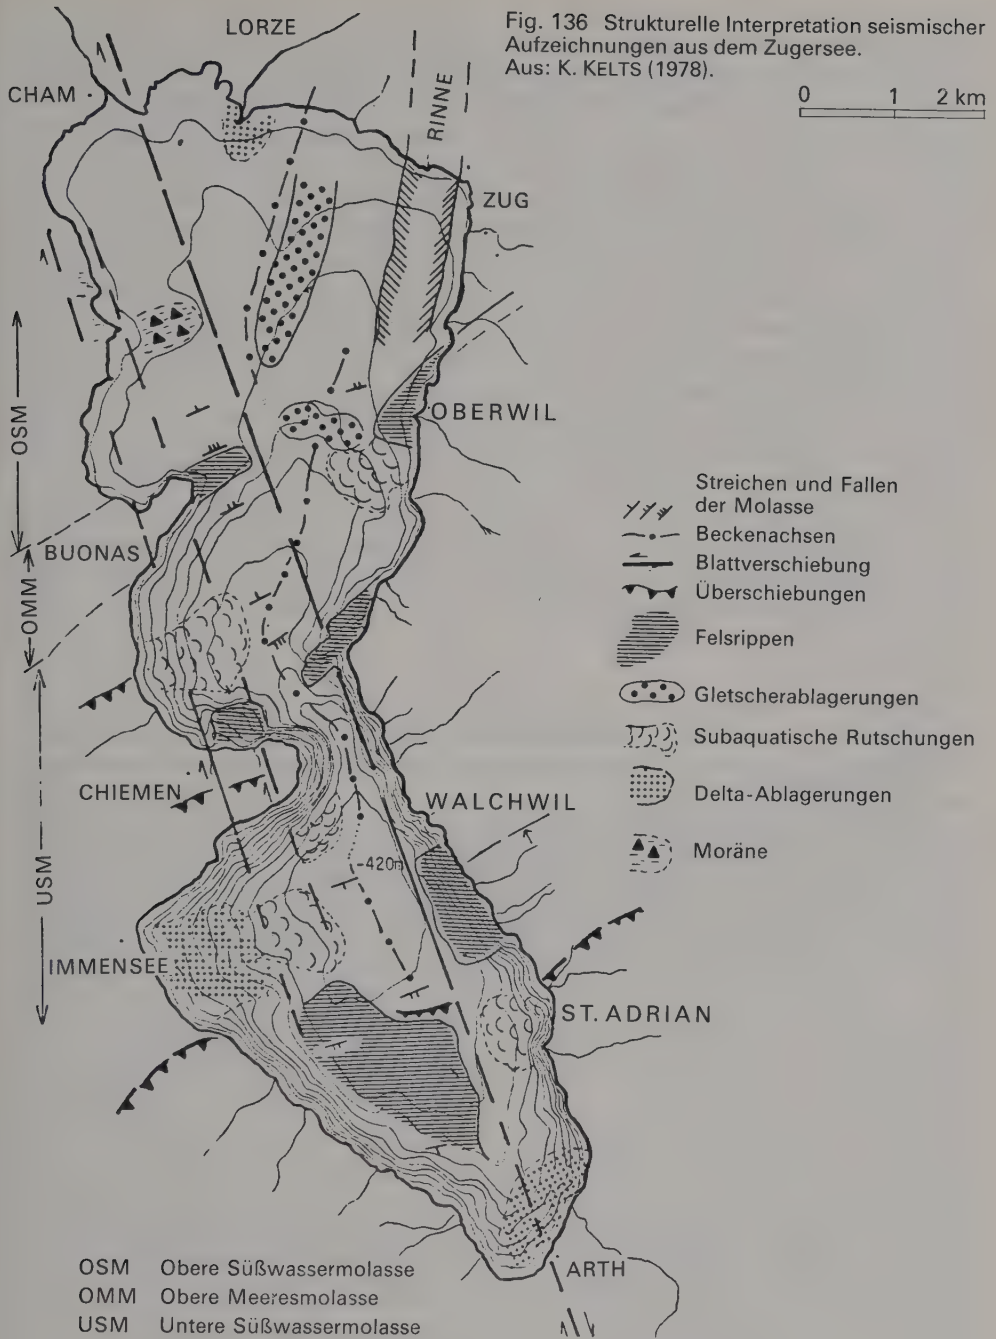 Fig. 136 Strukturelle Interpretation seismischer
Aufzeichnungen aus dem Zugersee.
Aus: K. KELTS (1978).
0 1 2 km
LORZE
CHAM
RINNE
ZUG
OSM
OBERWIL
BUONAS
OMM
CHIEMEN
WALCHWIL
-420m
USM
IMMENSEE
ST. ADRIAN
ARTH
Streichen und Fallen
der Molasse
Beckenachsen
Blattverschiebung
Überschiebungen
Felsrippen
Gletscherablagerungen
Subaquatische Rutschungen
Delta-Ablagerungen
Moräne
OSM Obere Süßwassermolasse
OMM Obere Meeresmolasse
USM Untere Süßwassermolasse